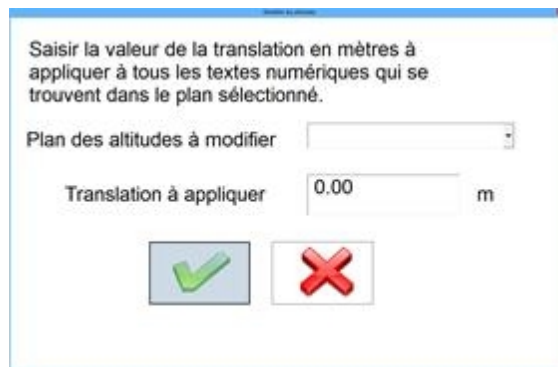 Saisir la valeur de la translation en mètres à
appliquer à tous les textes numériques qui se
trouvent dans le plan sélectionné.
Plan des altitudes à modifier
Translation à appliquer 0.00 m